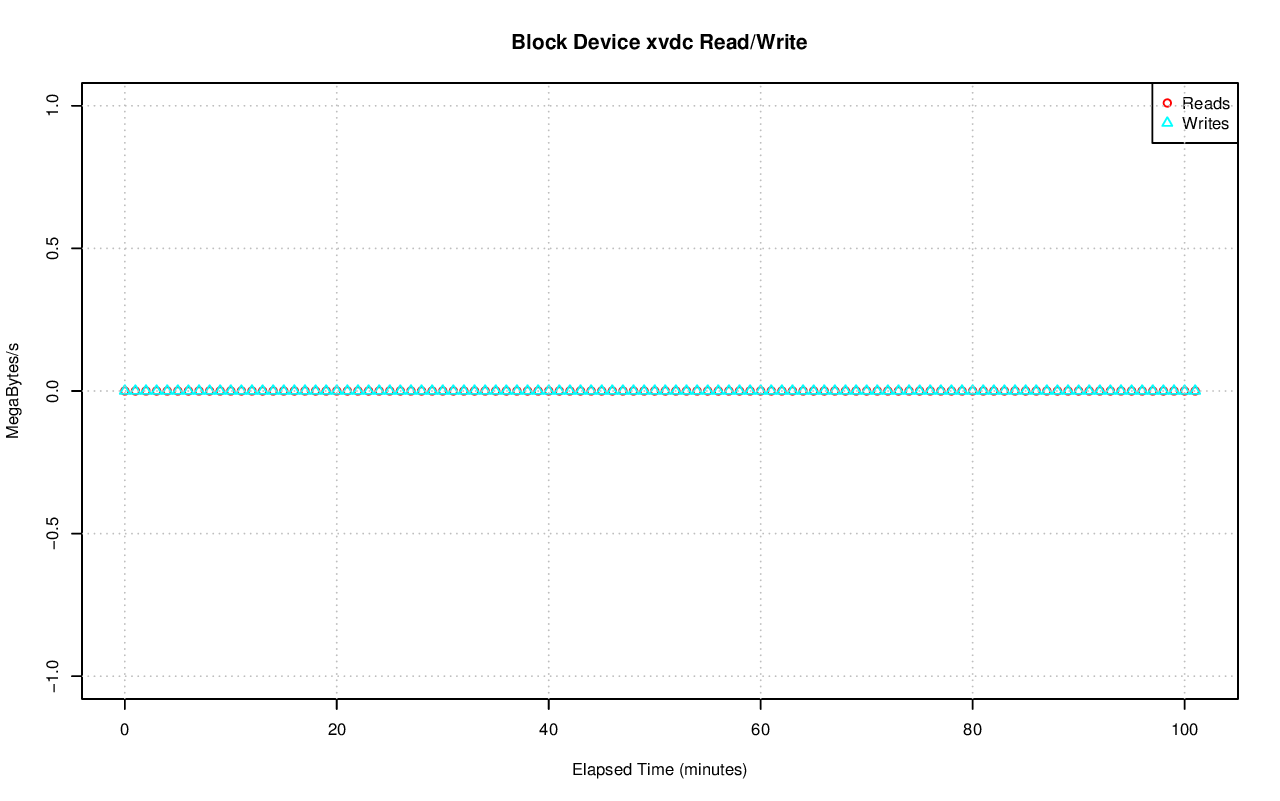 Block Device xvdc Read/Write
Reads
Writes
1.0
0.5
0.0
−0.5
−1.0
MegaBytes/s
0 20 40 60 80 100
Elapsed Time (minutes)